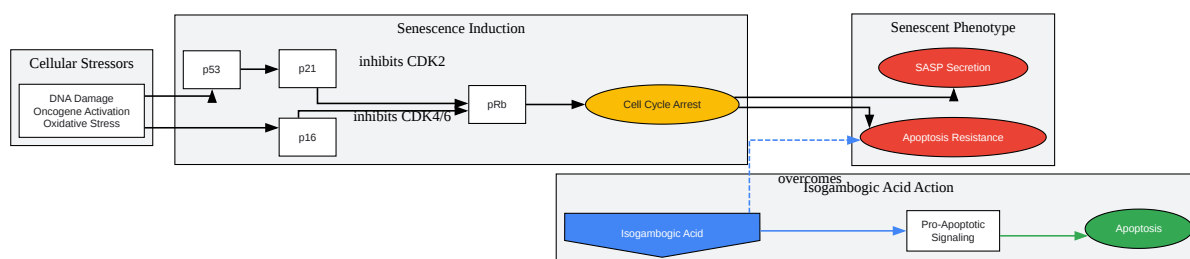 Senescence Induction
Senescent Phenotype
Cellular Stressors
p53
p21
inhibits CDK2
SASP Secretion
DNA Damage
Oncogene Activation
Oxidative Stress
pRb
Cell Cycle Arrest
inhibits CDK4/6
p16
Apoptosis Resistance
overcomes
Isogambogic Acid Action
Isogambogic Acid
Pro-Apoptotic
Signaling
Apoptosis